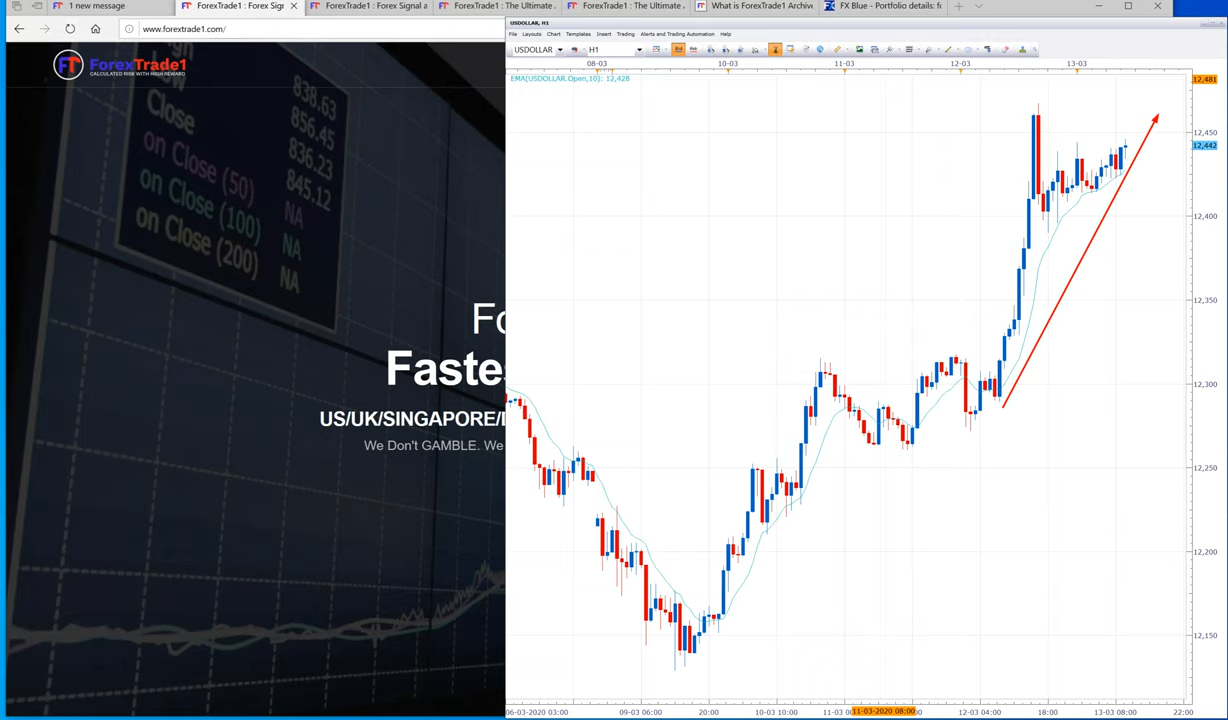 1 new message
ForexTrade1 : Forex Sig
ForexTrade1 : Forex Signal a
ForexTrade1 : The Ultimate
ForexTrade1 : The Ultimate
What is ForexTrade1 Archive
FX Blue - Portfolio details: fo
www.forextrade1.com/
ForexTrade1
CALCULATED RISK WITH HIGH REWARD
Close
on Close (50)
on Close (100)
on Close (200)
838.63
856.45
836.23
845.12
NA
NA
NA
Fo
Faste
US/UK/SINGAPORE/
We Don't GAMBLE. We
USDOLLAR, H1
File Layouts Chart Templates Insert Trading Alerts and Trading Automation Help
USDOLLAR H1
08-03 10-03 11-03 12-03 13-03
EMA(USDOLLAR.Open,10): 12,428
12,481
12,450
12,442
12,400
12,350
12,300
12,250
12,200
12,150
06-03-2020 03:00 09-03 06:00 20:00 10-03 10:00 11-03 11-03-2020 08:00 12-03 04:00 18:00 13-03 08:00 22:00